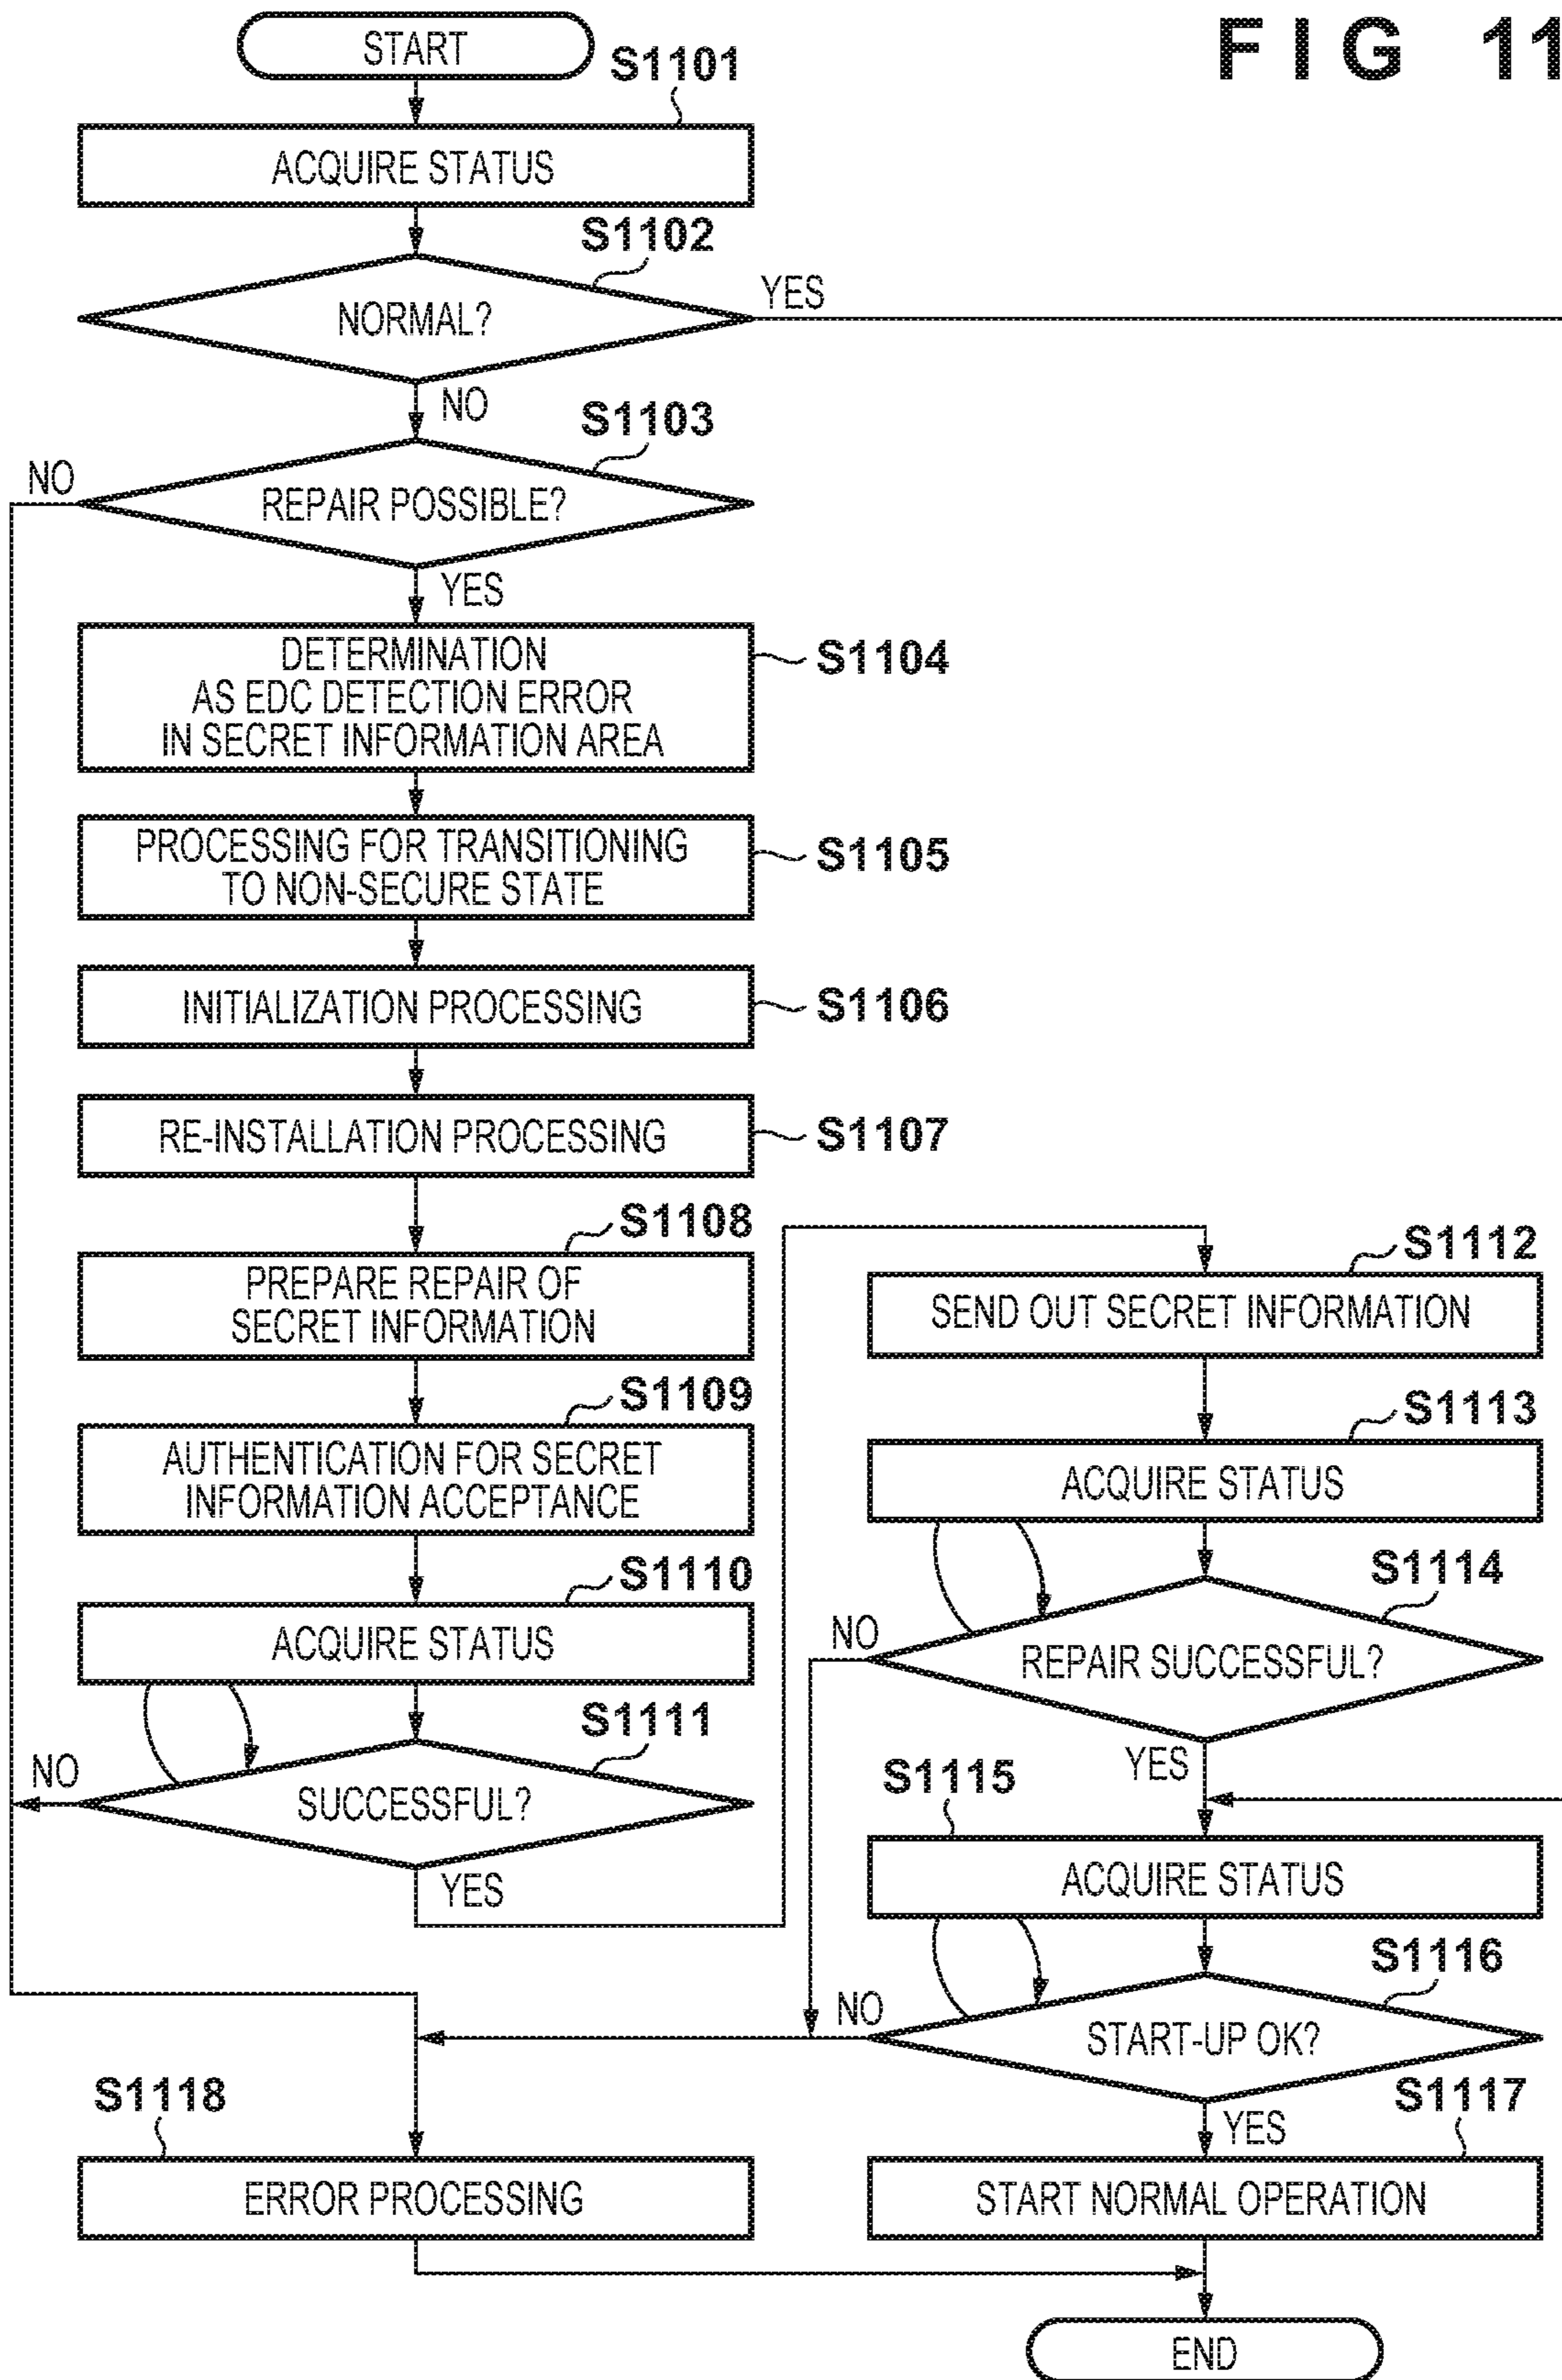 FIG 11
START
S1101
ACQUIRE STATUS
S1102
NORMAL?
YES
NO
S1103
NO
REPAIR POSSIBLE?
YES
DETERMINATION
AS EDC DETECTION ERROR
IN SECRET INFORMATION AREA
S1104
PROCESSING FOR TRANSITIONING
TO NON-SECURE STATE
S1105
INITIALIZATION PROCESSING
S1106
RE-INSTALLATION PROCESSING
S1107
S1108
PREPARE REPAIR OF
SECRET INFORMATION
S1109
AUTHENTICATION FOR SECRET
INFORMATION ACCEPTANCE
S1110
ACQUIRE STATUS
S1111
NO
SUCCESSFUL?
YES
S1112
SEND OUT SECRET INFORMATION
S1113
ACQUIRE STATUS
S1114
NO
REPAIR SUCCESSFUL?
YES
S1115
ACQUIRE STATUS
S1116
NO
START-UP OK?
YES
S1117
START NORMAL OPERATION
S1118
ERROR PROCESSING
END